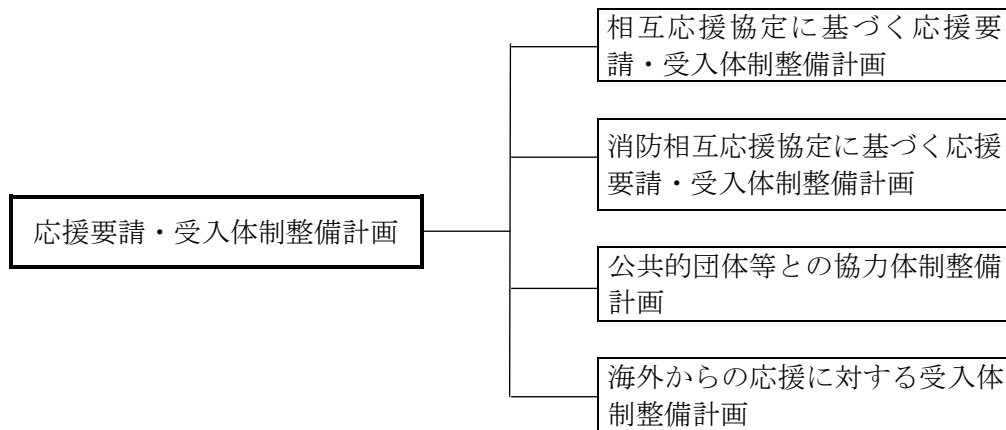 相互応援協定に基づく応援要
請・受入体制整備計画
消防相互応援協定に基づく応援
要請・受入体制整備計画
応援要請・受入体制整備計画
公共的団体等との協力体制整備
計画
海外からの応援に対する受入体
制整備計画